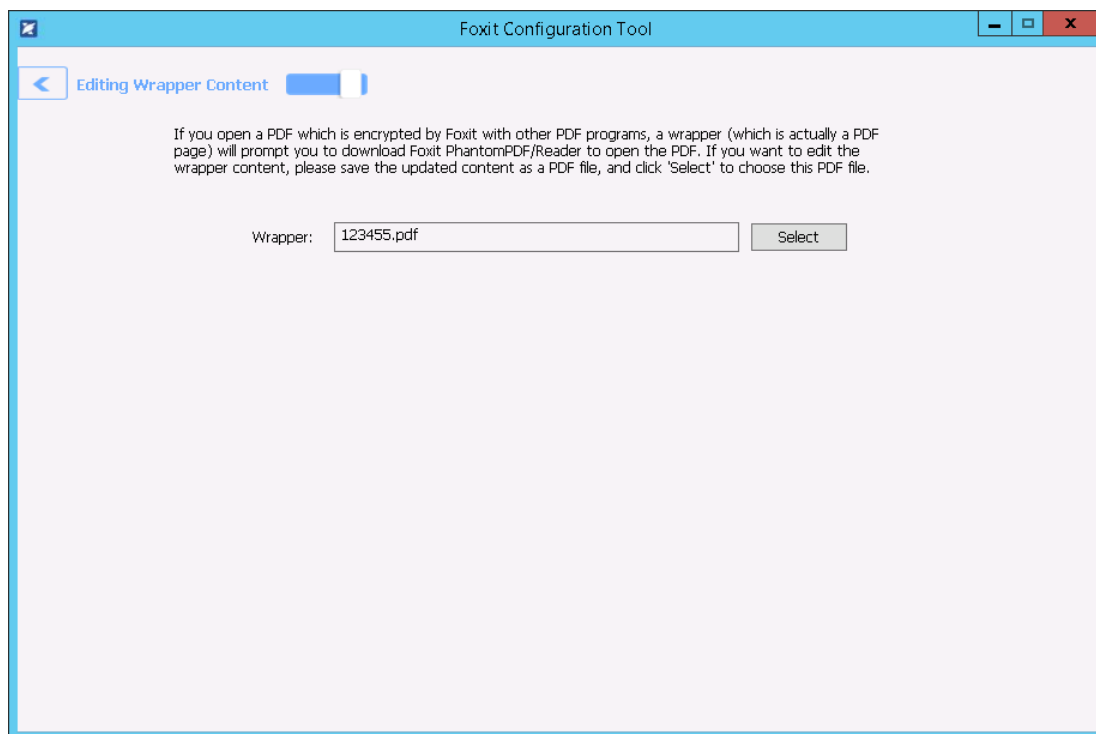 Foxit Configuration Tool
Editing Wrapper Content
If you open a PDF which is encrypted by Foxit with other PDF programs, a wrapper (which is actually a PDF
page) will prompt you to download Foxit PhantomPDF/Reader to open the PDF. If you want to edit the
wrapper content, please save the updated content as a PDF file, and click 'Select' to choose this PDF file.
Wrapper: 123455.pdf Select